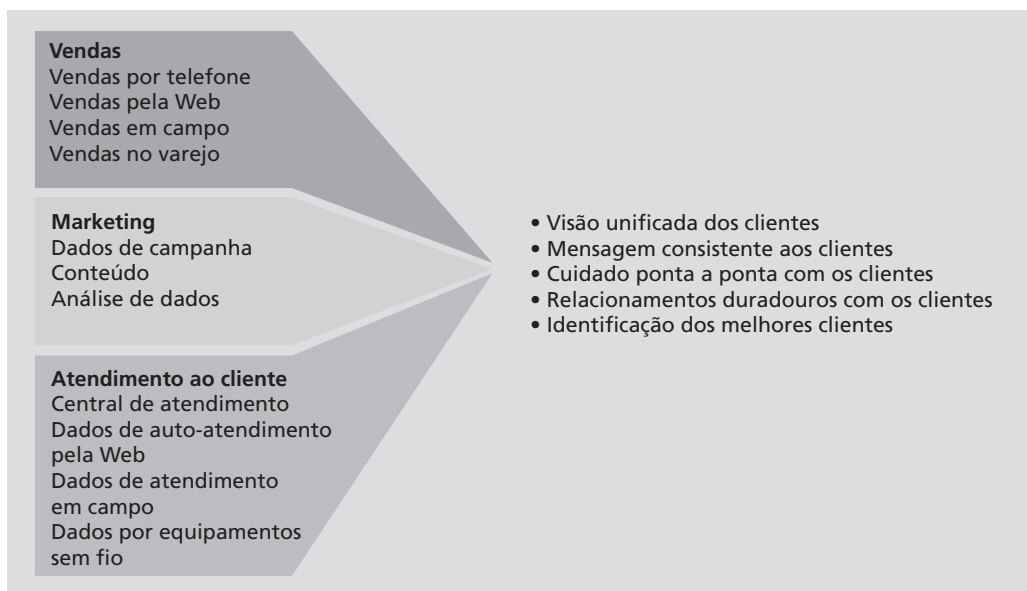 Vendas
Vendas por telefone
Vendas pela Web
Vendas em campo
Vendas no varejo
Marketing
Dados de campanha
Conteúdo
Análise de dados
Atendimento ao cliente
Central de atendimento
Dados de auto-atendimento
pela Web
Dados de atendimento
em campo
Dados por equipamentos
sem fio
• Visão unificada dos clientes
• Mensagem consistente aos clientes
• Cuidado ponta a ponta com os clientes
• Relacionamentos duradouros com os clientes
• Identificação dos melhores clientes